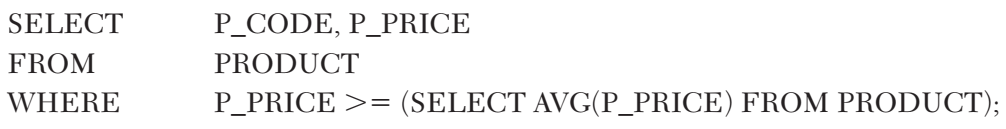 SELECT P_CODE, P_PRICE
FROM PRODUCT
WHERE P_PRICE >= (SELECT AVG(P_PRICE) FROM PRODUCT);